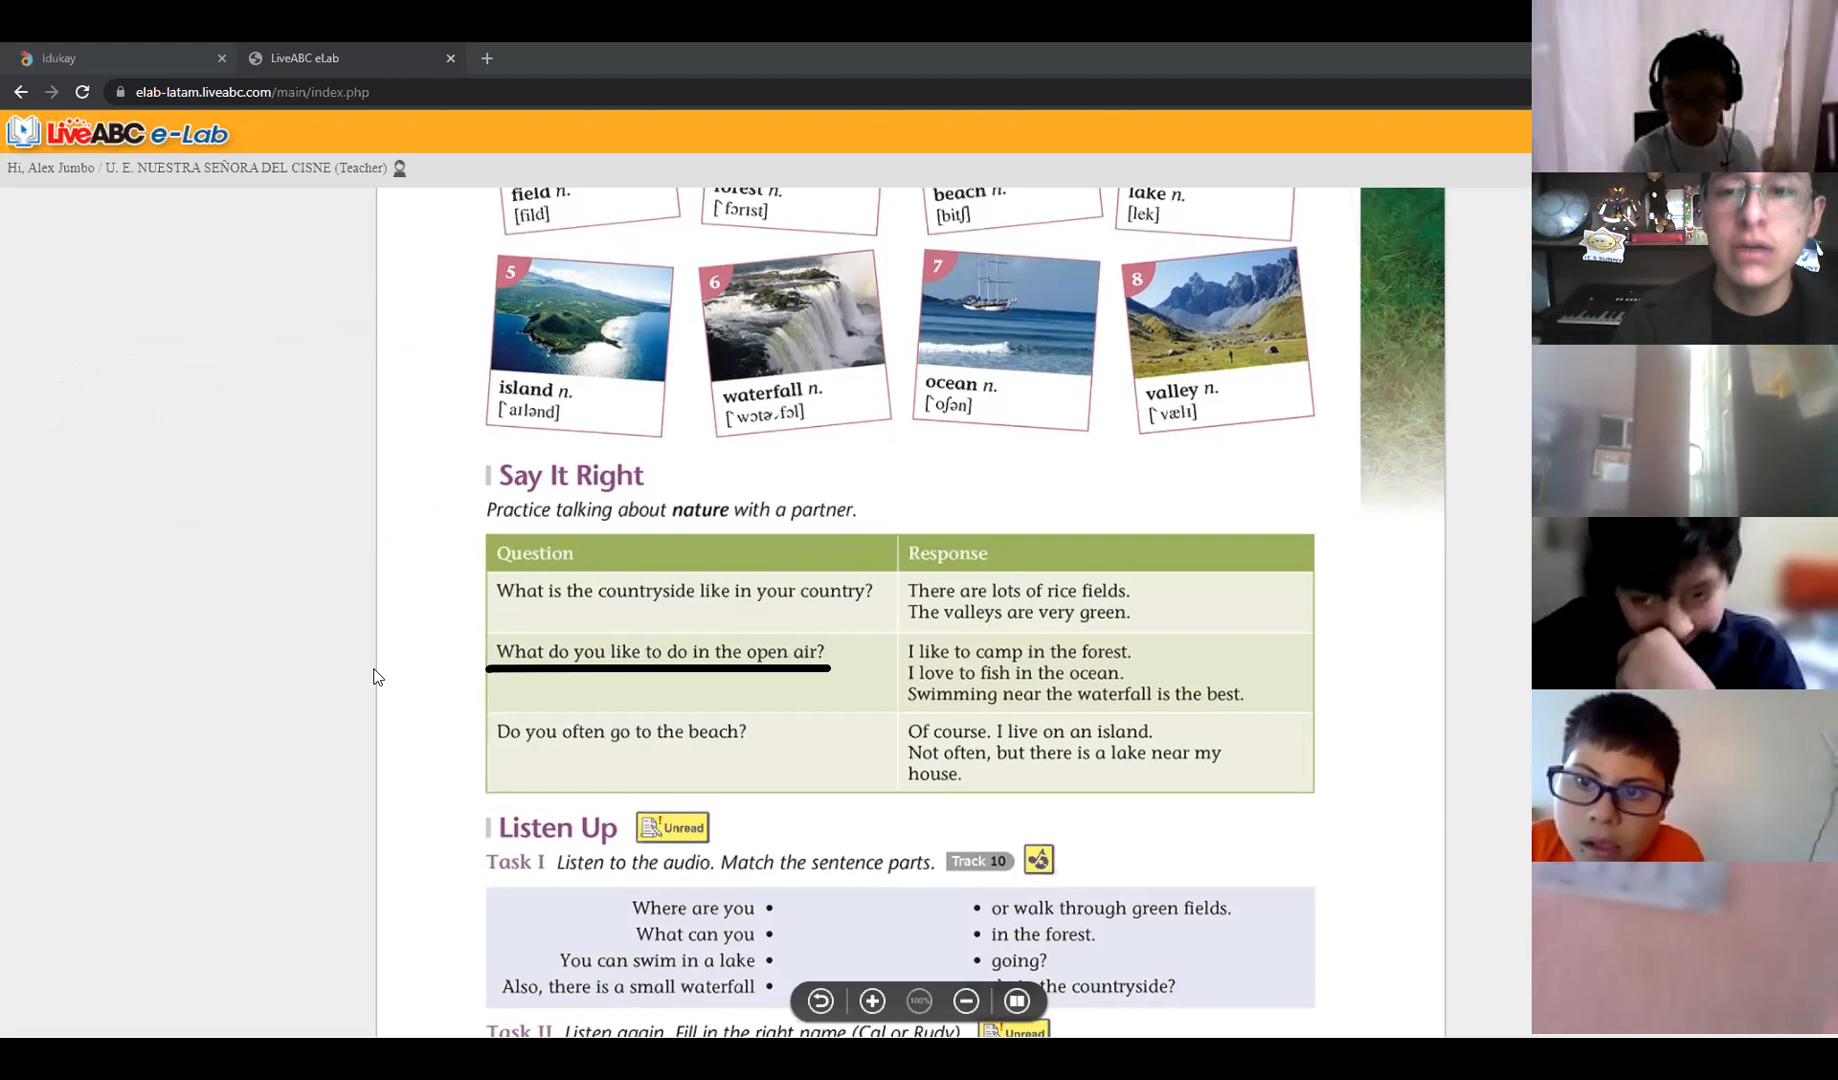 Idukay
LiveABC eLab
elab-latam.liveabc.com/main/index.php
LiveABC e-Lab
Hi, Alex Jumbo / U. E. NUESTRA SEÑORA DEL CISNE (Teacher)
field n.
[fild]
forest n.
[ˋfɔrɪst]
beach n.
[bitʃ]
lake n.
[lek]
5
island n.
[ˋaɪlənd]
6
waterfall n.
[ˋwɔtɚˏfɔl]
7
ocean n.
[ˋoʃən]
8
valley n.
[ˋvælɪ]
Say It Right
Practice talking about nature with a partner.
Question
Response
What is the countryside like in your country?
There are lots of rice fields.
The valleys are very green.
What do you like to do in the open air?
I like to camp in the forest.
I love to fish in the ocean.
Swimming near the waterfall is the best.
Do you often go to the beach?
Of course. I live on an island.
Not often, but there is a lake near my
house.
Listen Up
Unread
Task I Listen to the audio. Match the sentence parts. Track 10
Where are you •
• or walk through green fields.
What can you •
• in the forest.
You can swim in a lake •
• going?
Also, there is a small waterfall •
the countryside?
100%
Task II Listen again. Fill in the right name (Cal or Rudy)
Unread
IT'S SUNNY